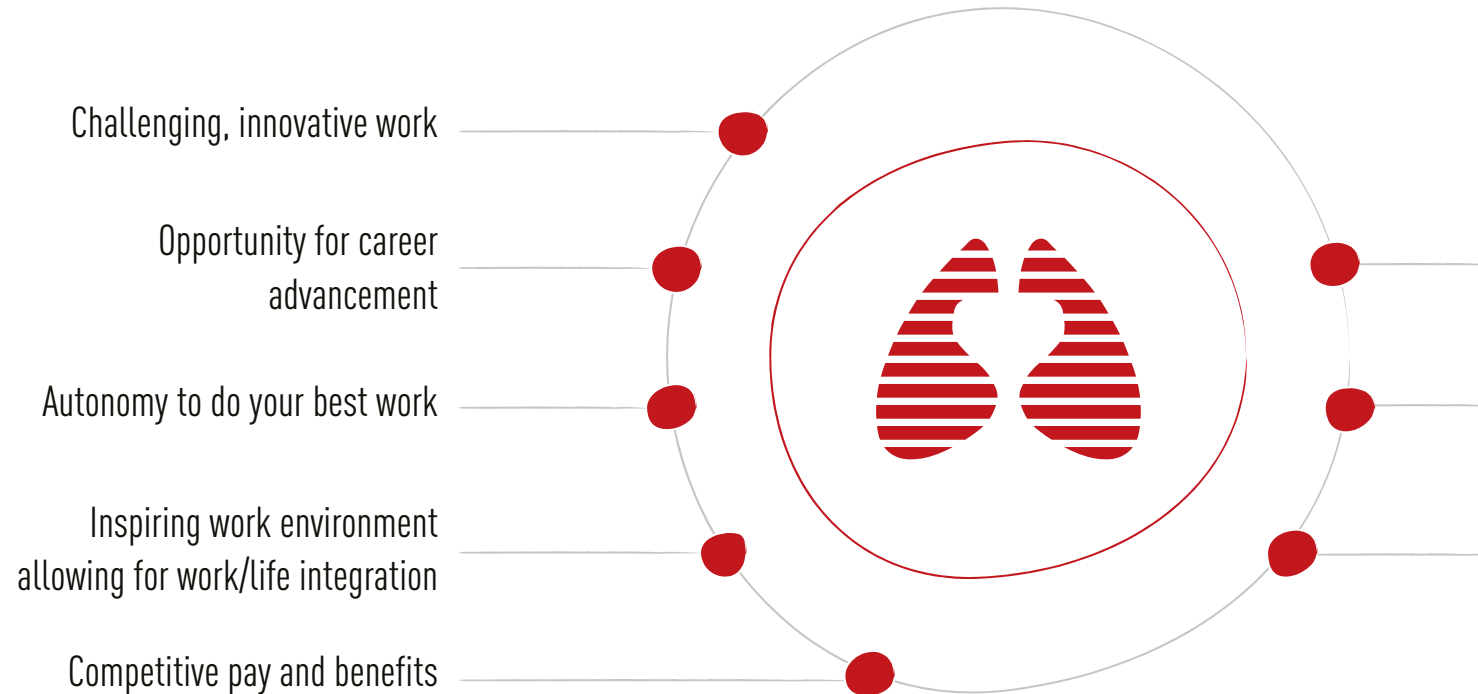 Challenging, innovative work
Opportunity for career
advancement
Autonomy to do your best work
Inspiring work environment
allowing for work/life integration
Competitive pay and benefits